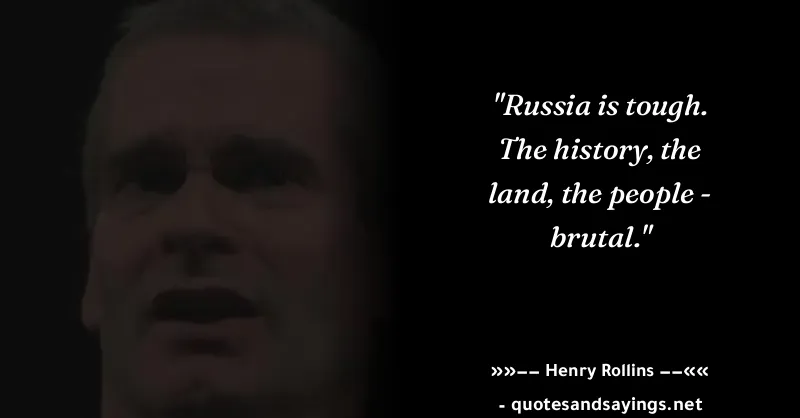 "Russia is tough.
The history, the
land, the people -
brutal."
»»−− Henry Rollins −−««
- quotesandsayings.net